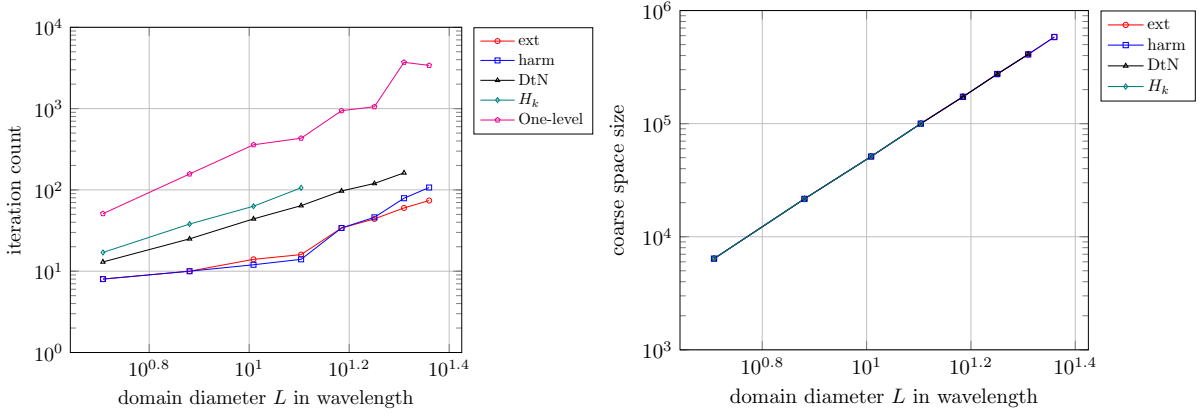 10^4
10^3
10^2
10^1
10^0
iteration count
10^0.8
10^1
10^1.2
10^1.4
domain diameter L in wavelength
ext
harm
DtN
H_k
One-level
10^6
10^5
10^4
10^3
coarse space size
10^0.8
10^1
10^1.2
10^1.4
domain diameter L in wavelength
ext
harm
DtN
H_k